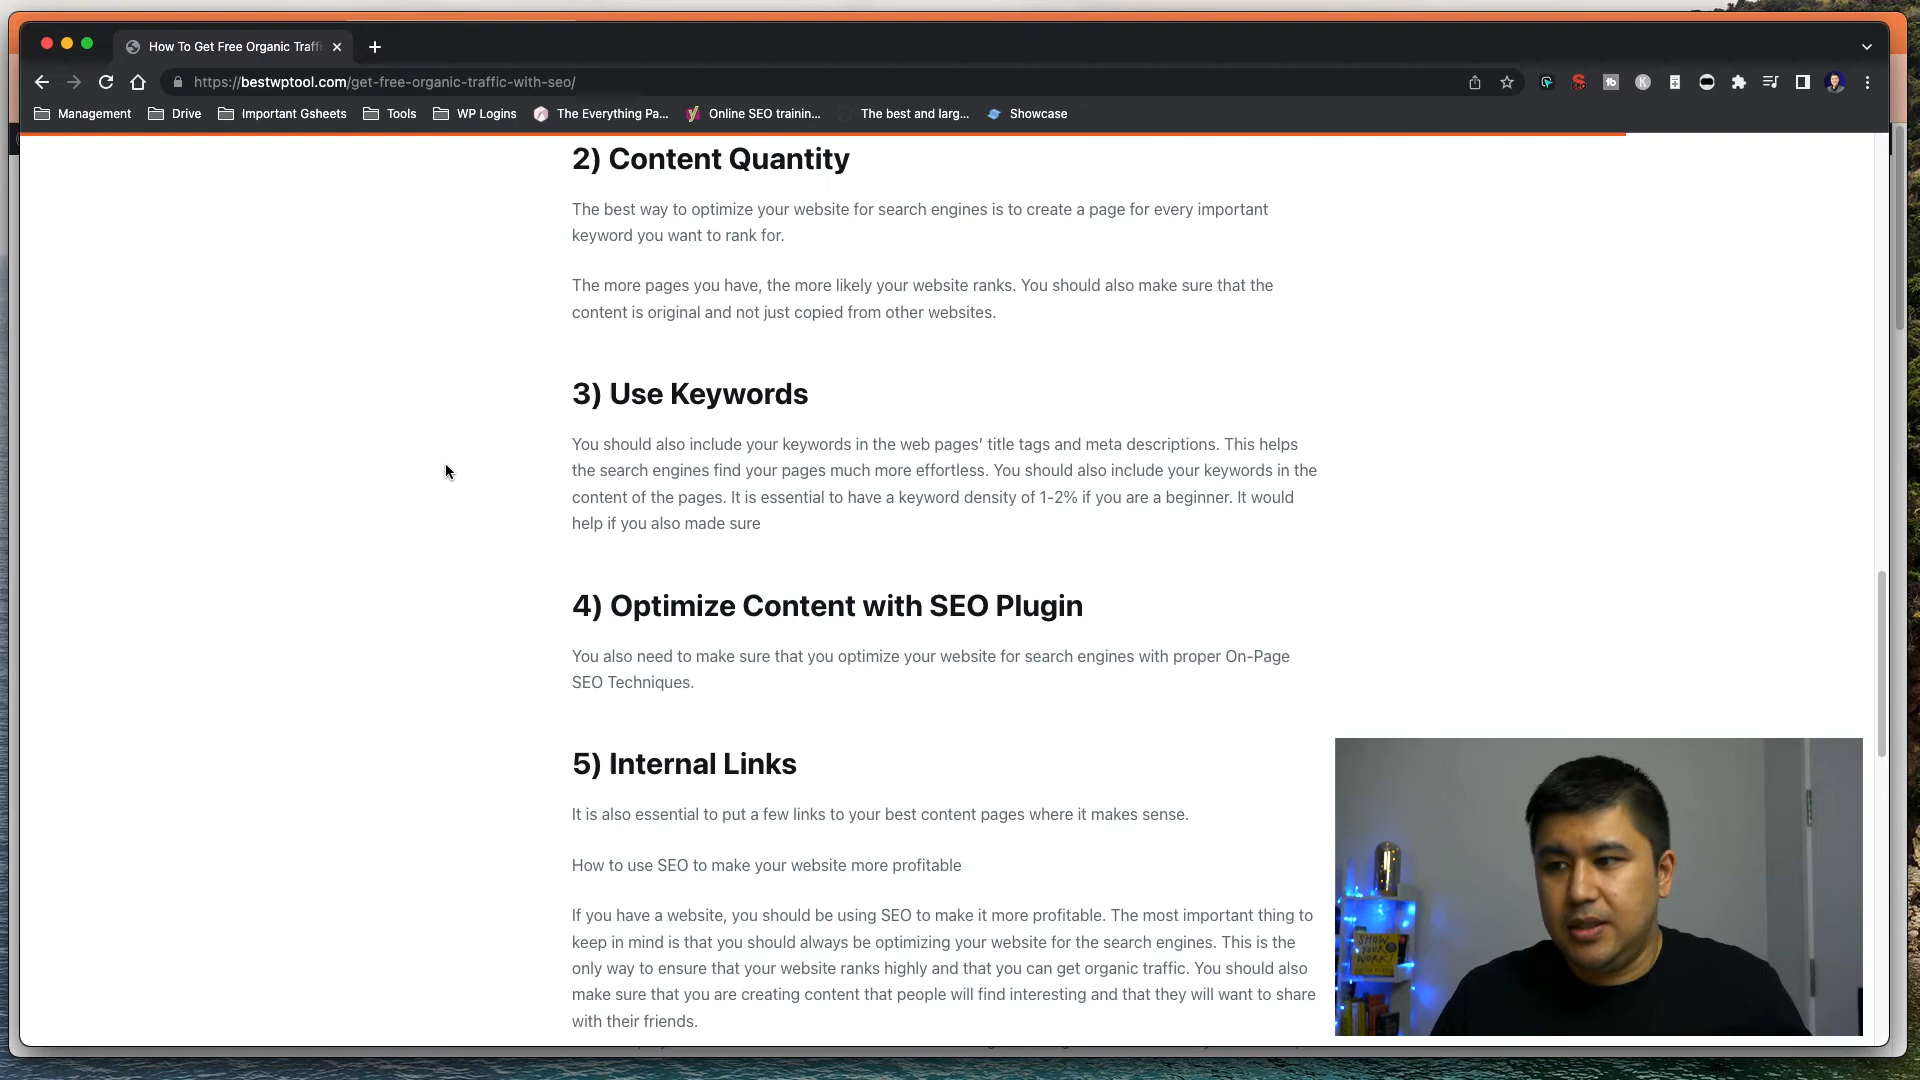 How To Get Free Organic Traffi
https://bestwptool.com/get-free-organic-traffic-with-seo/
Management
Drive
Important Gsheets
Tools
WP Logins
The Everything Pa...
Online SEO trainin...
The best and larg...
Showcase
2) Content Quantity
The best way to optimize your website for search engines is to create a page for every important
keyword you want to rank for.
The more pages you have, the more likely your website ranks. You should also make sure that the
content is original and not just copied from other websites.
3) Use Keywords
You should also include your keywords in the web pages’ title tags and meta descriptions. This helps
the search engines find your pages much more effortless. You should also include your keywords in the
content of the pages. It is essential to have a keyword density of 1-2% if you are a beginner. It would
help if you also made sure
4) Optimize Content with SEO Plugin
You also need to make sure that you optimize your website for search engines with proper On-Page
SEO Techniques.
5) Internal Links
It is also essential to put a few links to your best content pages where it makes sense.
How to use SEO to make your website more profitable
If you have a website, you should be using SEO to make it more profitable. The most important thing to
keep in mind is that you should always be optimizing your website for the search engines. This is the
only way to ensure that your website ranks highly and that you can get organic traffic. You should also
make sure that you are creating content that people will find interesting and that they will want to share
with their friends.
SHOW
YOUR
WORK!